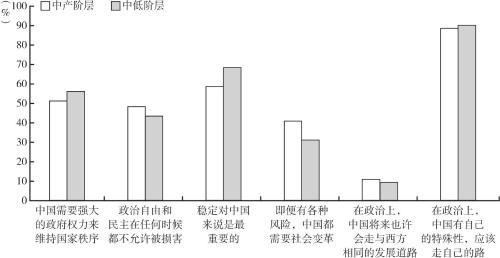 (%)
中产阶层 中低阶层
100
90
80
70
60
50
40
30
20
10
0
中国需要强大
的政府权力来
维持国家秩序
政治自由和
民主在任何时候
都不允许被损害
稳定对中国
来说是最
重要的
即便有各种
风险，中国都
需要社会变革
在政治上，
中国将来也许
会走与西方
相同的发展道路
在政治上，
中国有自己
的特殊性，应该
走自己的路